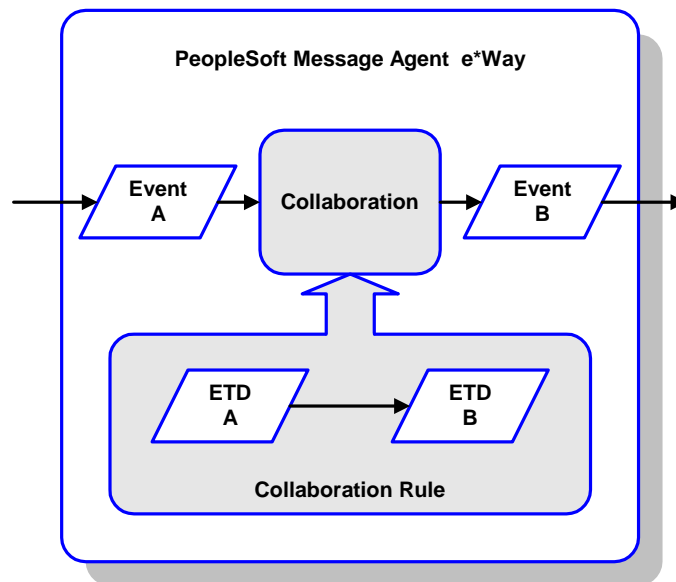 PeopleSoft Message Agent e*Way
Event
A
Collaboration
Event
B
ETD
A
ETD
B
Collaboration Rule